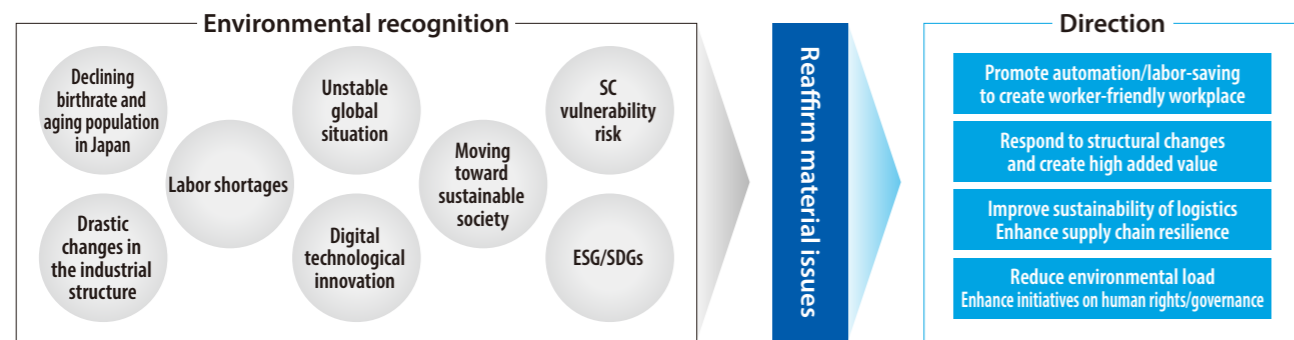 Environmental recognition
Declining
birthrate and
aging population
in Japan
Labor shortages
Drastic
changes in
the industrial
structure
Unstable
global
situation
Digital
technological
innovation
Moving
toward
sustainable
society
SC
vulnerability
risk
ESG/SDGs
Reaffirm material issues
Direction
Promote automation/labor-saving
to create worker-friendly workplace
Respond to structural changes
and create high added value
Improve sustainability of logistics
Enhance supply chain resilience
Reduce environmental load
Enhance initiatives on human rights/governance